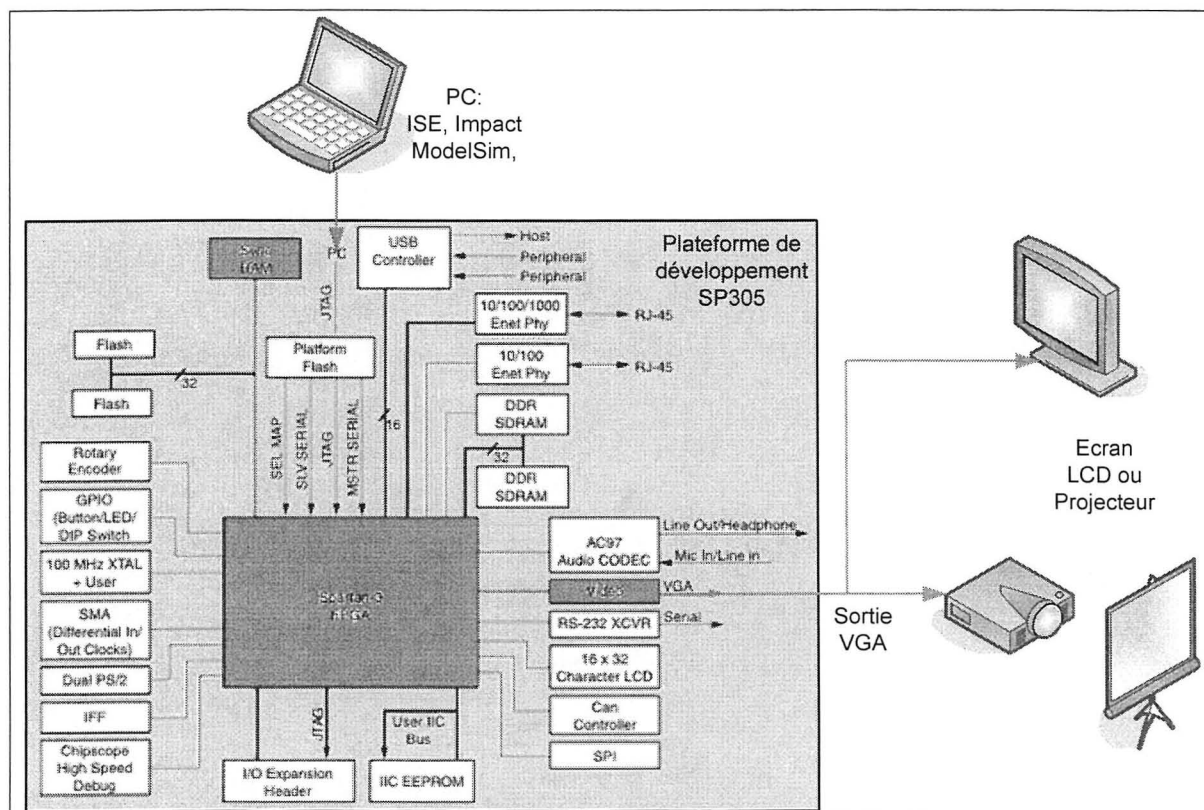 PC:
ISE, Impact
ModelSim,
Plateforme de
développement
SP305
PC
JTAG
USB
Controller
Host
Peripheral
Peripheral
10/100/1000
Enet Phy
RJ-45
10/100
Enet Phy
RJ-45
Flash
Flash
32
Platform
Flash
SEL MAP
SLV SERIAL
JTAG
MSTR SERIAL
16
DDR
SDRAM
32
DDR
SDRAM
Rotary
Encoder
GPIO
(Button/LED/
DIP Switch
100 MHz XTAL
+ User
SMA
(Differential In/
Out Clocks)
Dual PS/2
IFF
Chipscope
High Speed
Debug
Spartan-3
FPGA
AC97
Audio CODEC
Line Out/Headphone
Mic In/Line in
Video
VGA
RS-232 XCVR
Serial
16 x 32
Character LCD
Can
Controller
SPI
JTAG
I/O Expansion
Header
User IIC
Bus
IIC EEPROM
Sortie
VGA
Ecran
LCD ou
Projecteur